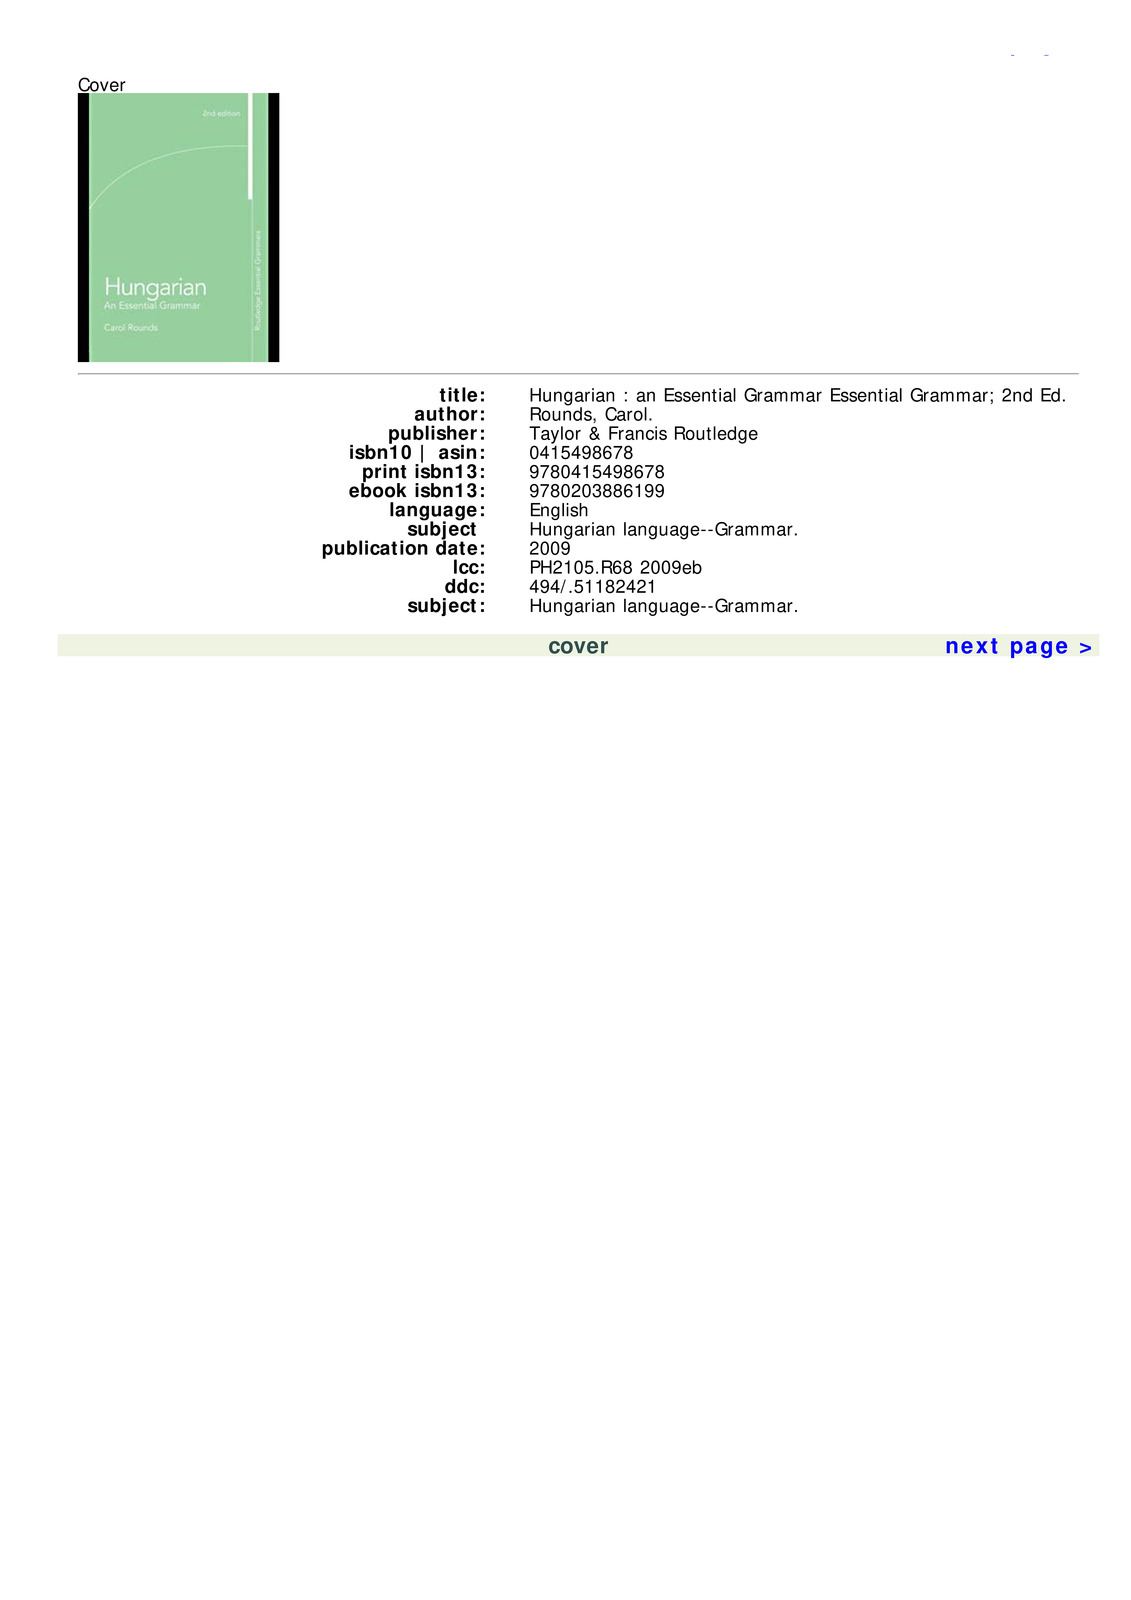 Cover
2nd edition
Hungarian
An Essential Grammar
Carol Rounds
Routledge Essential Grammars
title: Hungarian : an Essential Grammar Essential Grammar; 2nd Ed.
author: Rounds, Carol.
publisher: Taylor & Francis Routledge
isbn10 | asin: 0415498678
print isbn13: 9780415498678
ebook isbn13: 9780203886199
language: English
subject Hungarian language--Grammar.
publication date: 2009
lcc: PH2105.R68 2009eb
ddc: 494/.51182421
subject: Hungarian language--Grammar.
cover next page >